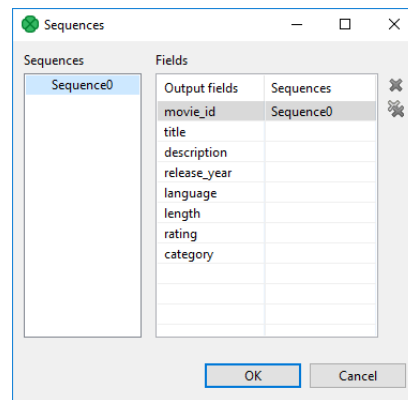 Sequences
Sequences Fields
Sequence0
Output fields Sequences
movie_id Sequence0
title
description
release_year
language
length
rating
category
OK Cancel